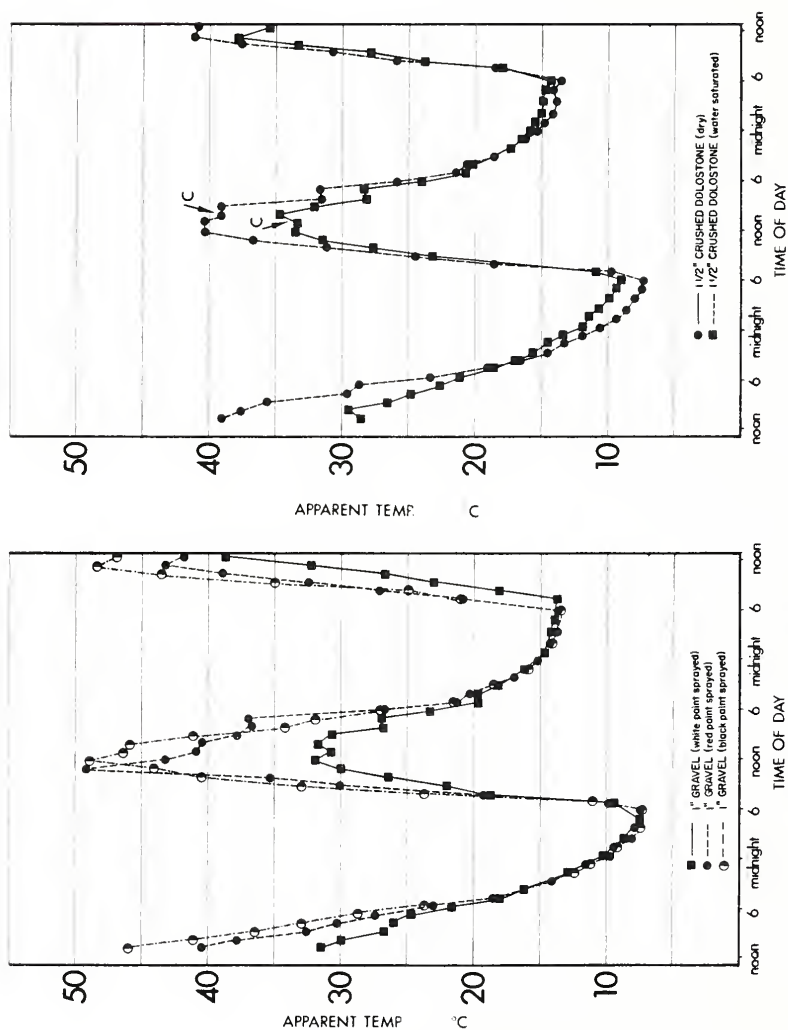 50
40
30
20
10
APPARENT TEMP. C
C
C
● —— 1 1/2" CRUSHED DOLOSTONE (dry)
■ ---- 1 1/2" CRUSHED DOLOSTONE (water saturated)
noon
6
midnight
6
noon
6
midnight
6
noon
TIME OF DAY
50
40
30
20
10
APPARENT TEMP °C
■ —— 1" GRAVEL (white paint sprayed)
● ---- 1" GRAVEL (red paint sprayed)
1" GRAVEL (black paint sprayed)
noon
6
midnight
6
noon
6
midnight
6
noon
TIME OF DAY